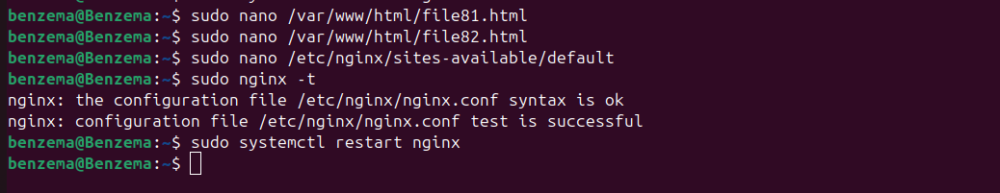 benzema@Benzema:~$ sudo nano /var/www/html/file81.html
benzema@Benzema:~$ sudo nano /var/www/html/file82.html
benzema@Benzema:~$ sudo nano /etc/nginx/sites-available/default
benzema@Benzema:~$ sudo nginx -t
nginx: the configuration file /etc/nginx/nginx.conf syntax is ok
nginx: configuration file /etc/nginx/nginx.conf test is successful
benzema@Benzema:~$ sudo systemctl restart nginx
benzema@Benzema:~$